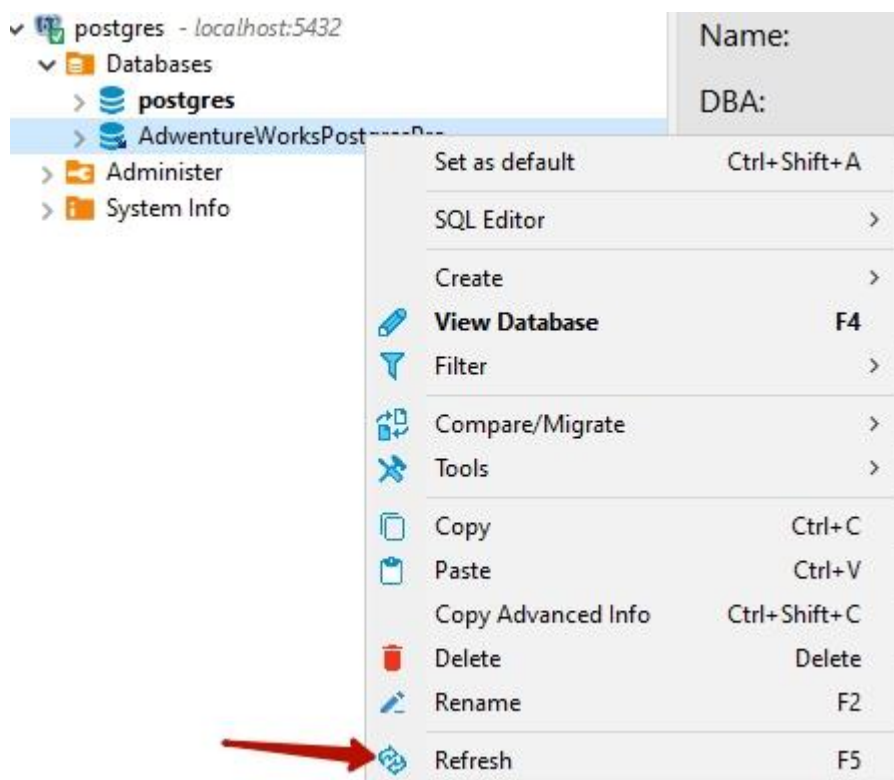 postgres - localhost:5432
Name:
Databases
postgres
DBA:
AdwentureWorksPostgresPro
Set as default Ctrl+Shift+A
Administer
System Info
SQL Editor
Create
View Database F4
Filter
Compare/Migrate
Tools
Copy Ctrl+C
Paste Ctrl+V
Copy Advanced Info Ctrl+Shift+C
Delete Delete
Rename F2
Refresh F5